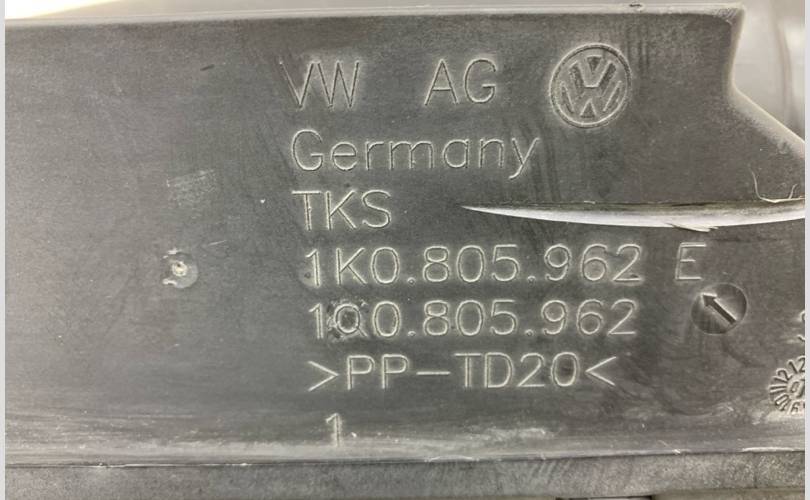 VW AG
Germany
TKS
1K0.805.962 E
1Q0.805.962
>PP-TD20<
1